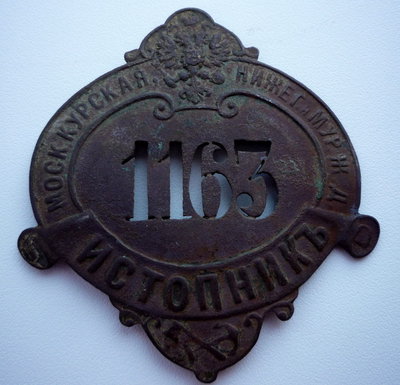 МОСК.КУРСКАЯ, НИЖЕГ. и МУР. Ж. Д.
1163
ИСТОПНИКЪ